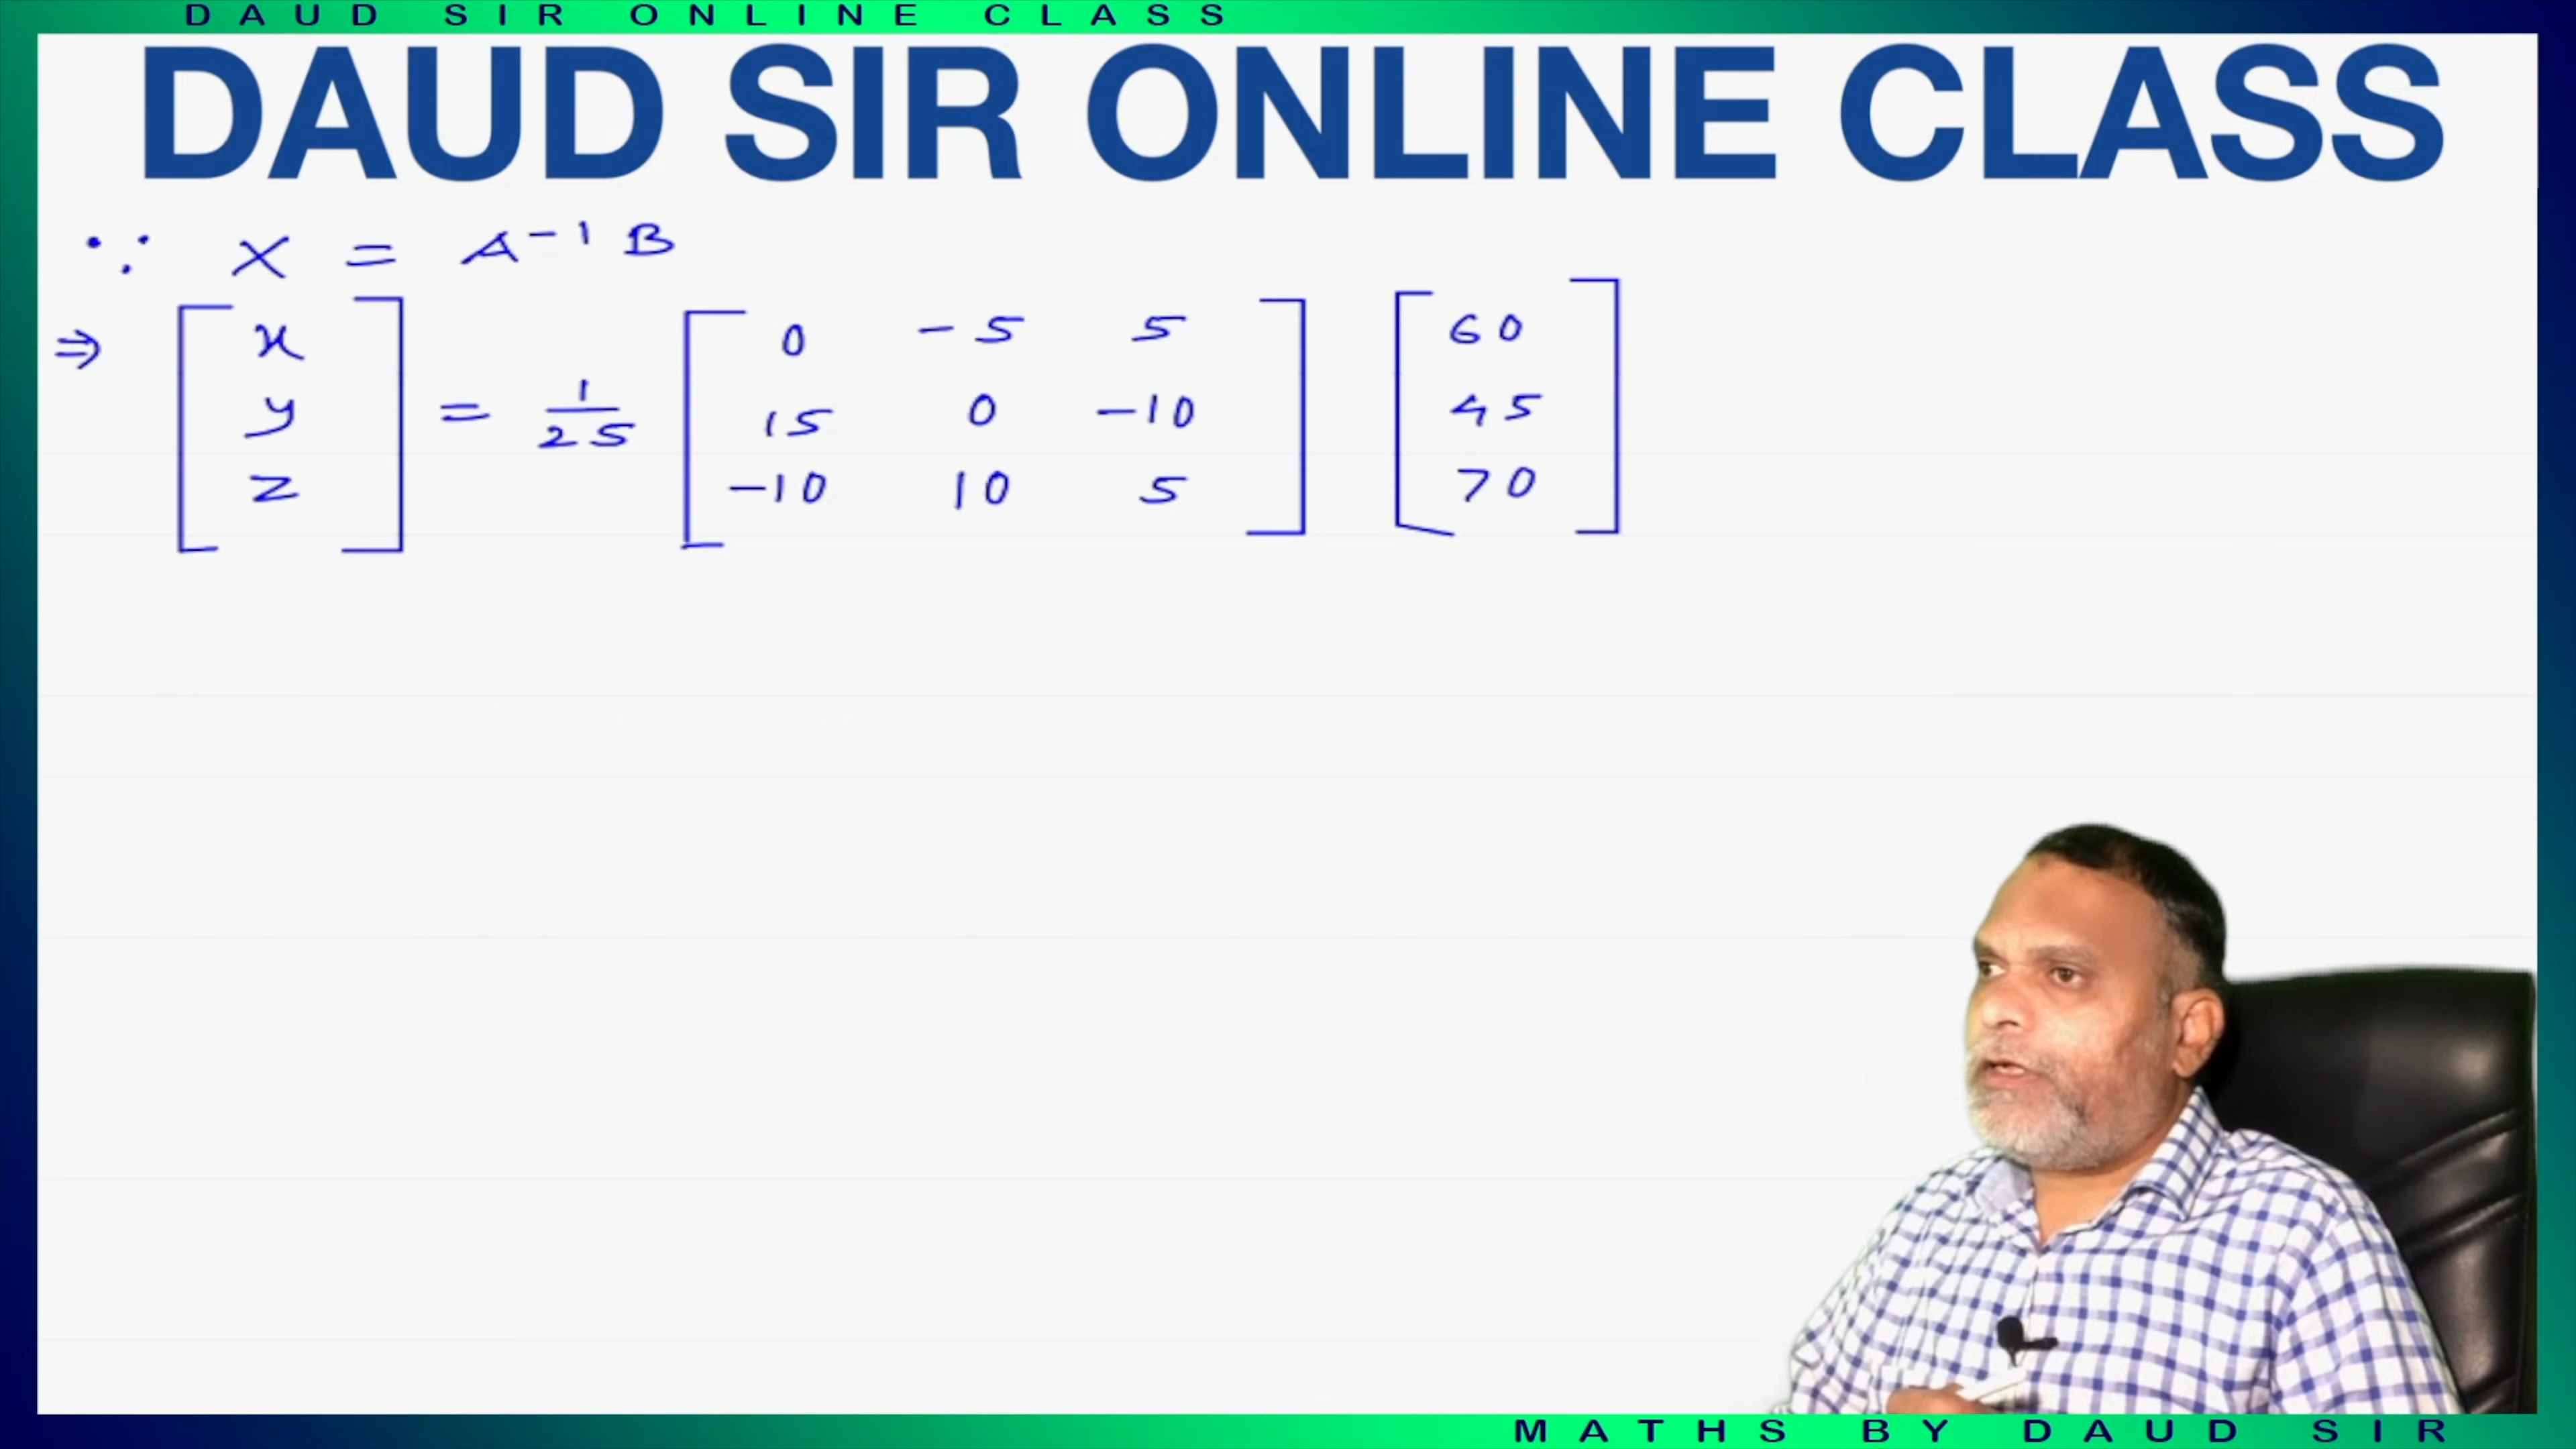 DAUD SIR ONLINE CLASS
DAUD SIR ONLINE CLASS
∵ X = A⁻¹ B
⇒ [ x ] [ 0 -5 5 ] [ 60 ]
[ y ] = 1/25 [ 15 0 -10 ] [ 45 ]
[ z ] [ -10 10 5 ] [ 70 ]
MATHS BY DAUD SIR